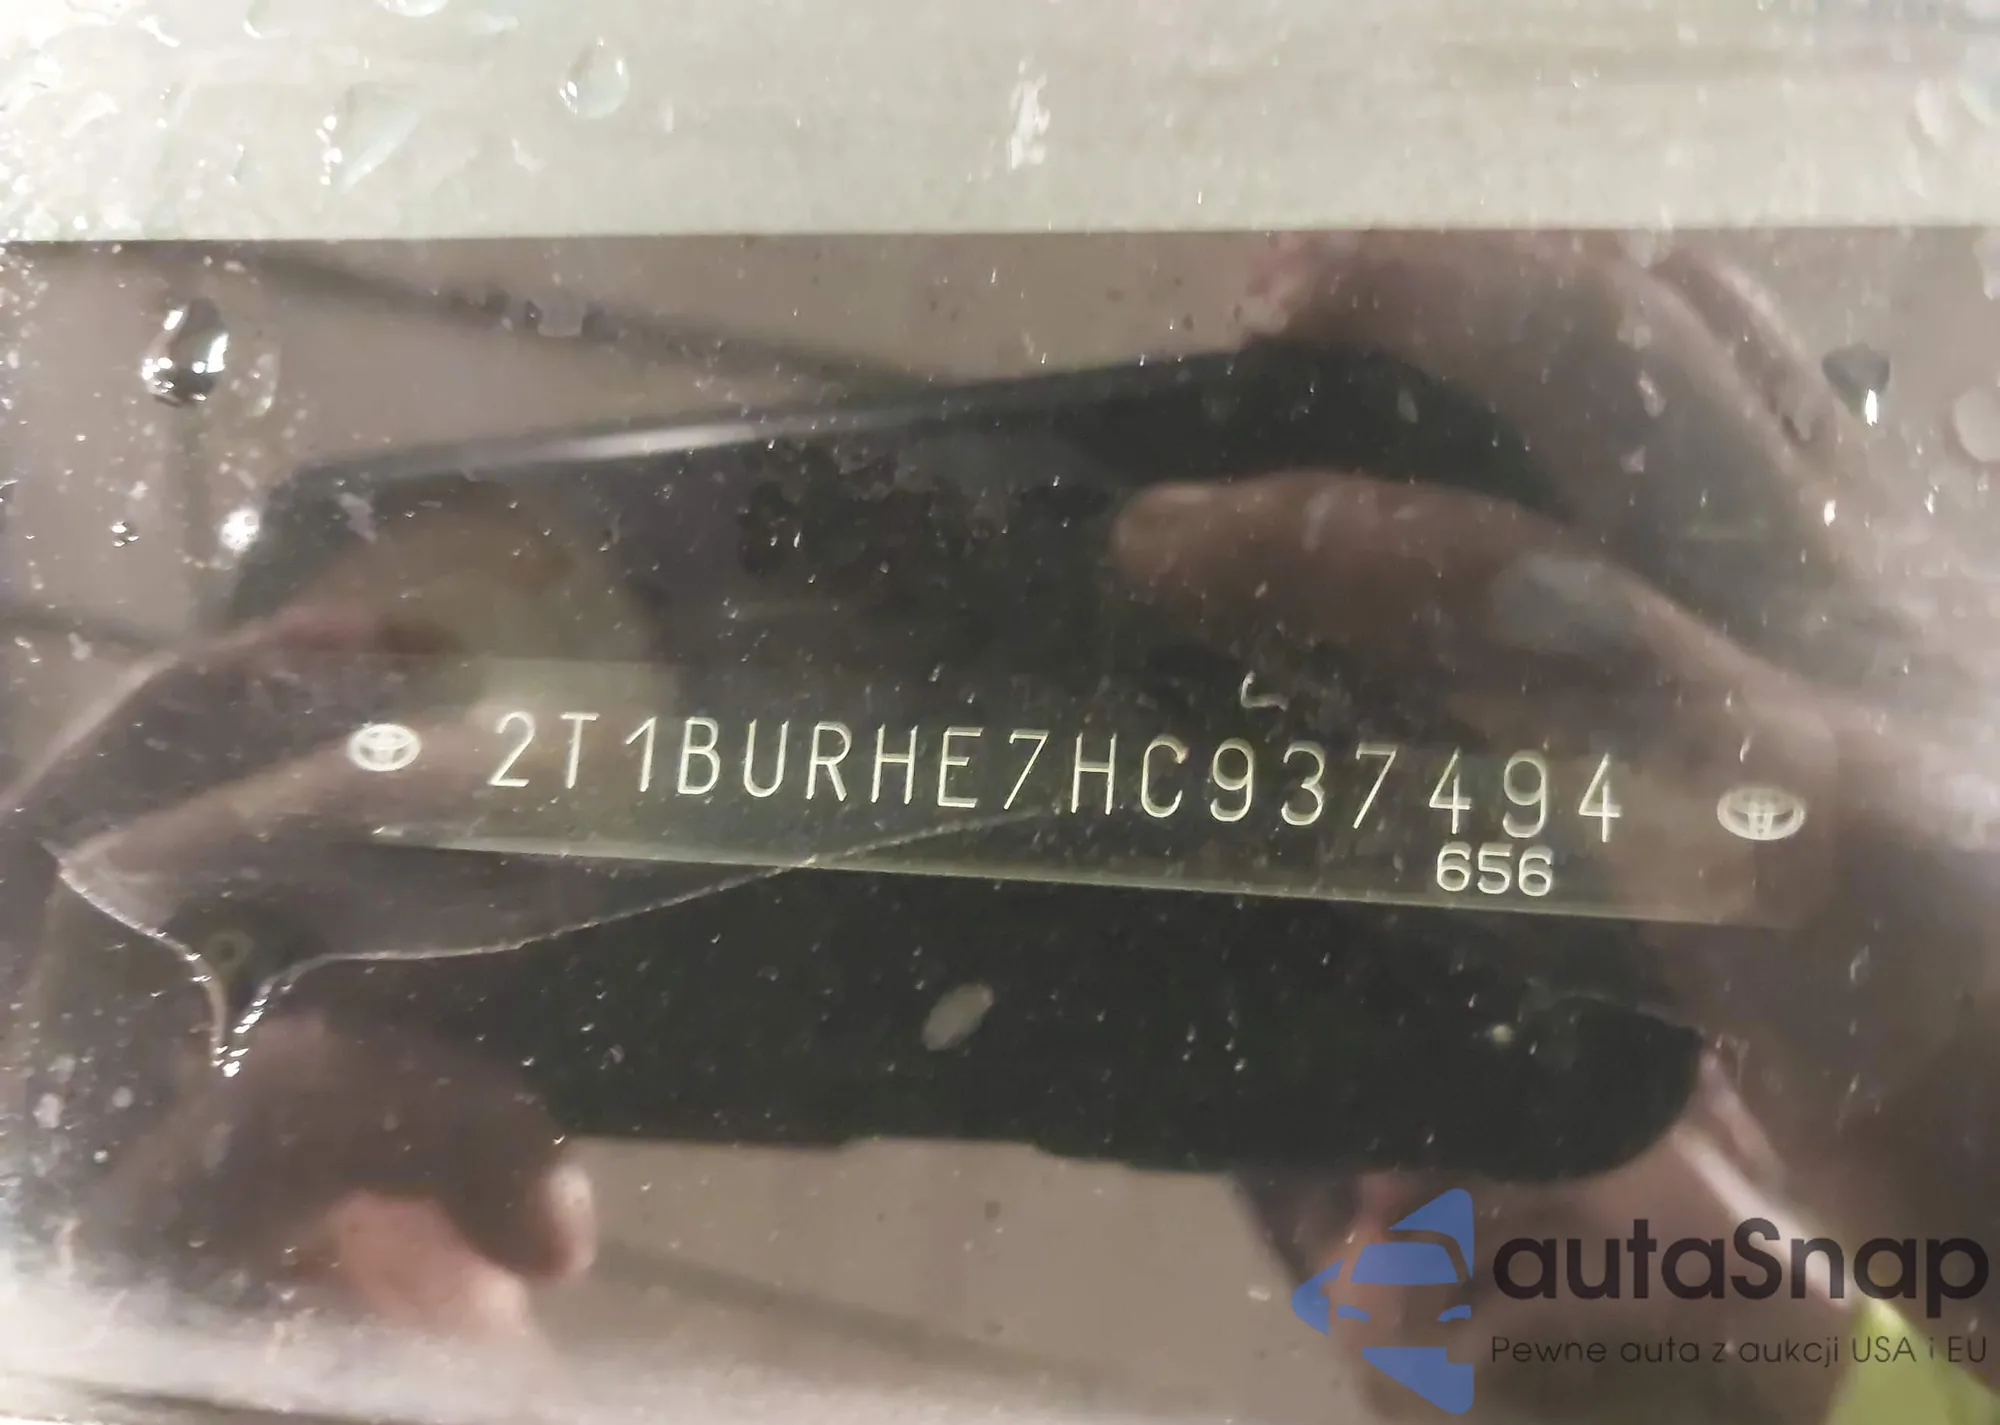 2T1BURHE7HC937494
656
autaSnap
Pewne auta z aukcji USA i EU